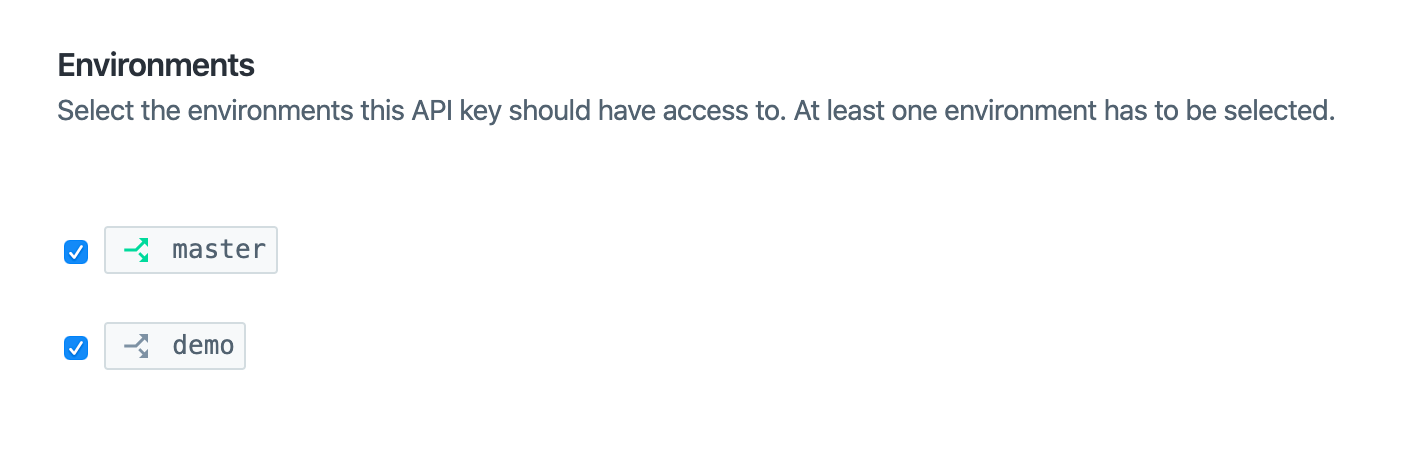 Environments
Select the environments this API key should have access to. At least one environment has to be selected.
master
demo